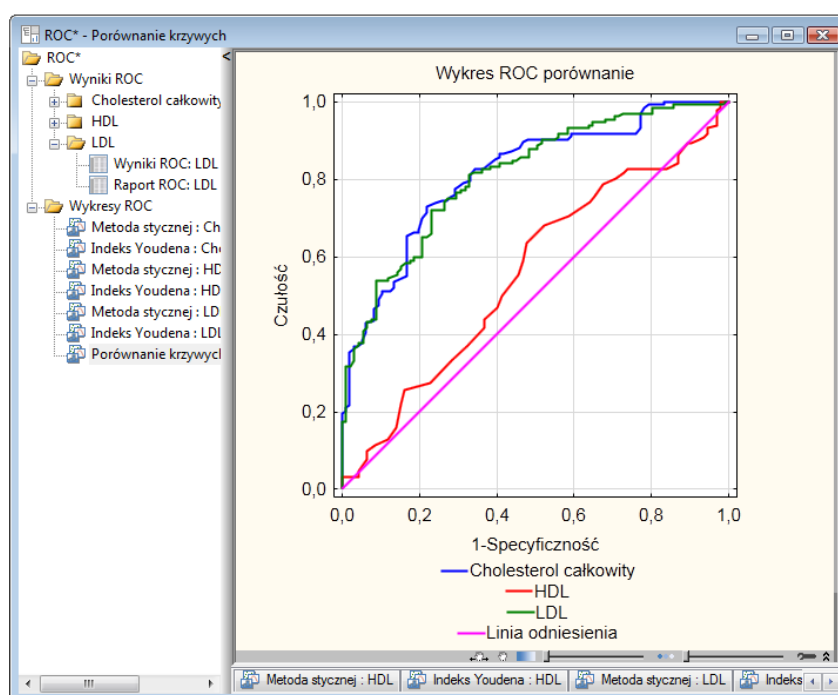 ROC* - Porównanie krzywych
ROC*
Wyniki ROC
Cholesterol całkowity
HDL
LDL
Wyniki ROC: LDL
Raport ROC: LDL
Wykresy ROC
Metoda stycznej : Ch
Indeks Youdena : Ch
Metoda stycznej : HD
Indeks Youdena : HD
Metoda stycznej : LD
Indeks Youdena : LDL
Porównanie krzywych
Wykres ROC porównanie
1,0
0,8
0,6
0,4
0,2
0,0
Czułość
0,0 0,2 0,4 0,6 0,8 1,0
1-Specyficzność
Cholesterol całkowity
HDL
LDL
Linia odniesienia
Metoda stycznej : HDL Indeks Youdena : HDL Metoda stycznej : LDL Indeks